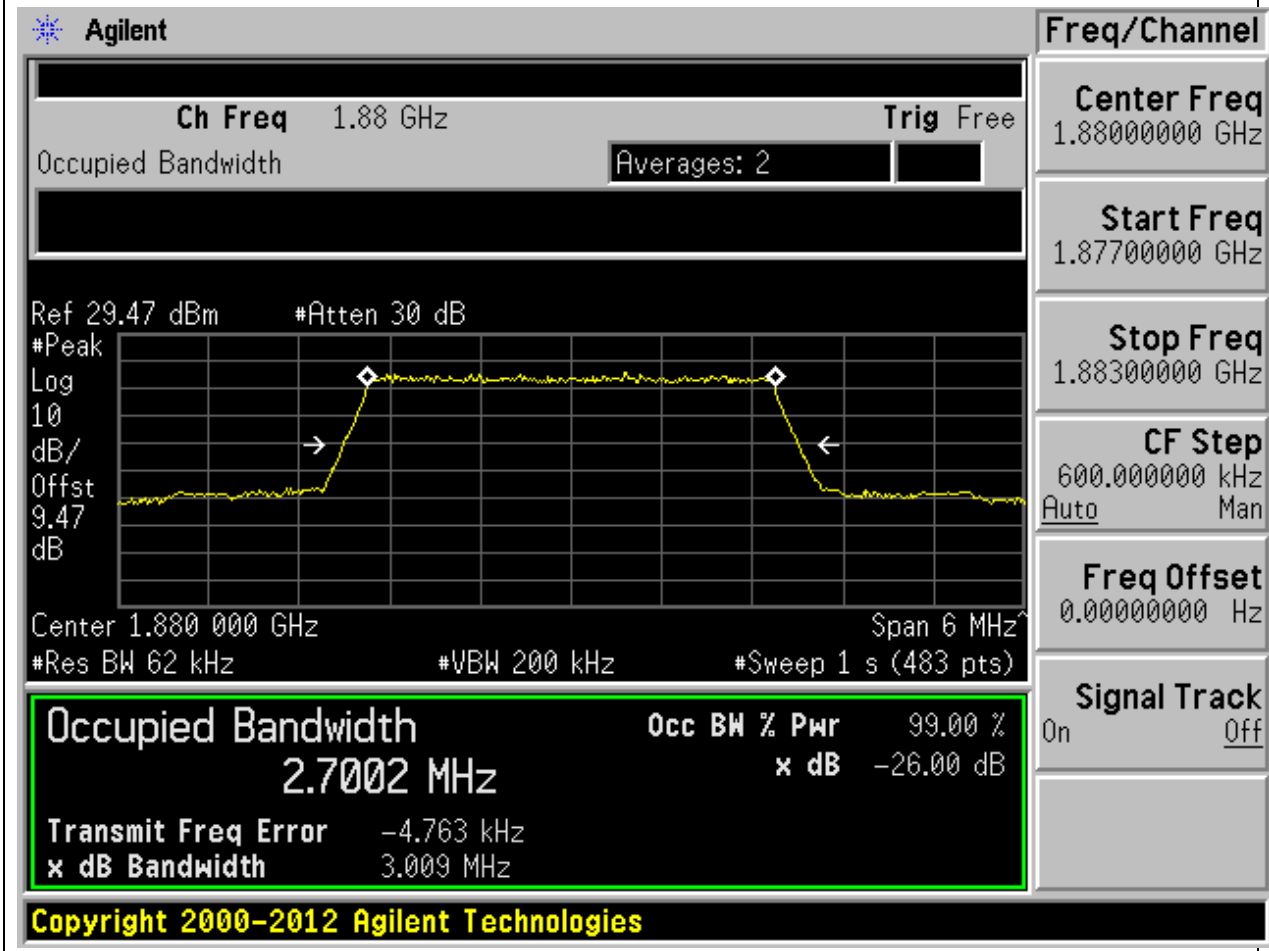 Agilent
Freq/Channel
Ch Freq 1.88 GHz Trig Free
Occupied Bandwidth Averages: 2
Center Freq
1.88000000 GHz
Start Freq
1.87700000 GHz
Stop Freq
1.88300000 GHz
CF Step
600.000000 kHz
Auto Man
Freq Offset
0.00000000 Hz
Signal Track
On Off
Ref 29.47 dBm #Atten 30 dB
#Peak
Log
10
dB/
Offst
9.47
dB
Center 1.880 000 GHz Span 6 MHz^
#Res BW 62 kHz #VBW 200 kHz #Sweep 1 s (483 pts)
Occupied Bandwidth Occ BW % Pwr 99.00 %
2.7002 MHz x dB -26.00 dB
Transmit Freq Error -4.763 kHz
x dB Bandwidth 3.009 MHz
Copyright 2000-2012 Agilent Technologies